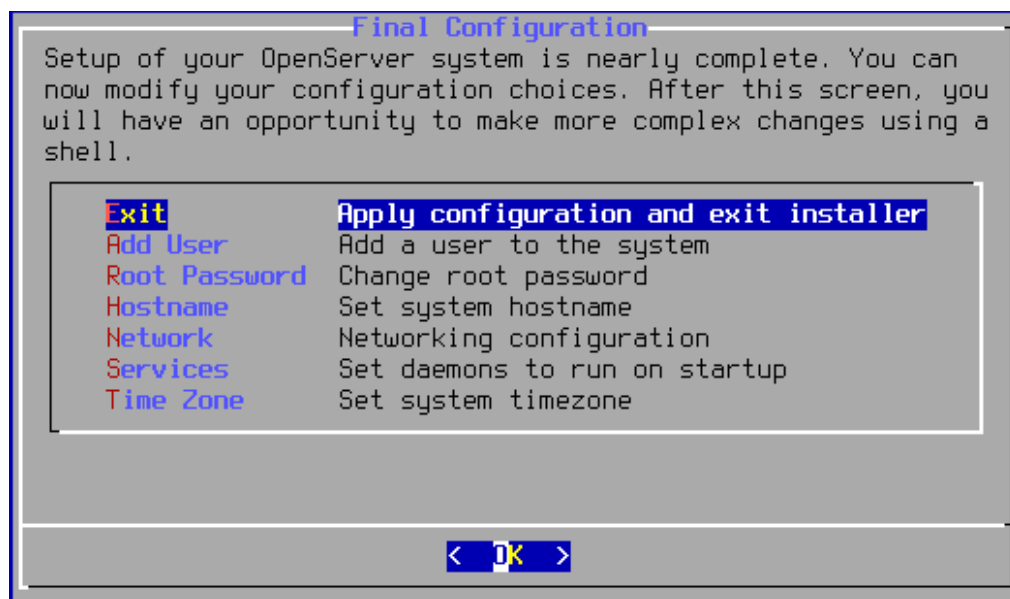 Final Configuration
Setup of your OpenServer system is nearly complete. You can
now modify your configuration choices. After this screen, you
will have an opportunity to make more complex changes using a
shell.
Exit Apply configuration and exit installer
Add User Add a user to the system
Root Password Change root password
Hostname Set system hostname
Network Networking configuration
Services Set daemons to run on startup
Time Zone Set system timezone
< OK >